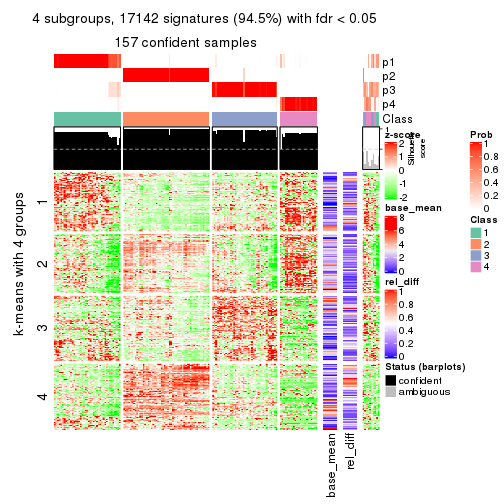 4 subgroups, 17142 signatures (94.5%) with fdr < 0.05
157 confident samples
p1
p2
p3
p4
Class
1
Silhouette
score
k-means with 4 groups
1
2
3
4
base_mean
rel_diff
z-score
2
1
0
-1
-2
base_mean
8
6
4
2
0
rel_diff
1
0.8
0.6
0.4
0.2
0
Status (barplots)
confident
ambiguous
Prob
1
0.8
0.6
0.4
0.2
0
Class
1
2
3
4